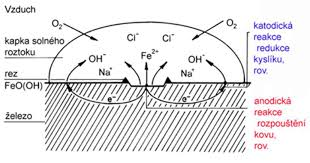 Vzduch
O2
O2
kapka solného
roztoku
Cl-
Cl-
OH-
Fe2+
OH-
Na+
Na+
rez
FeO(OH)
e-
e-
železo
katodická
reakce
redukce
kyslíku,
rov.
anodická
reakce
rozpouštění
kovu,
rov.